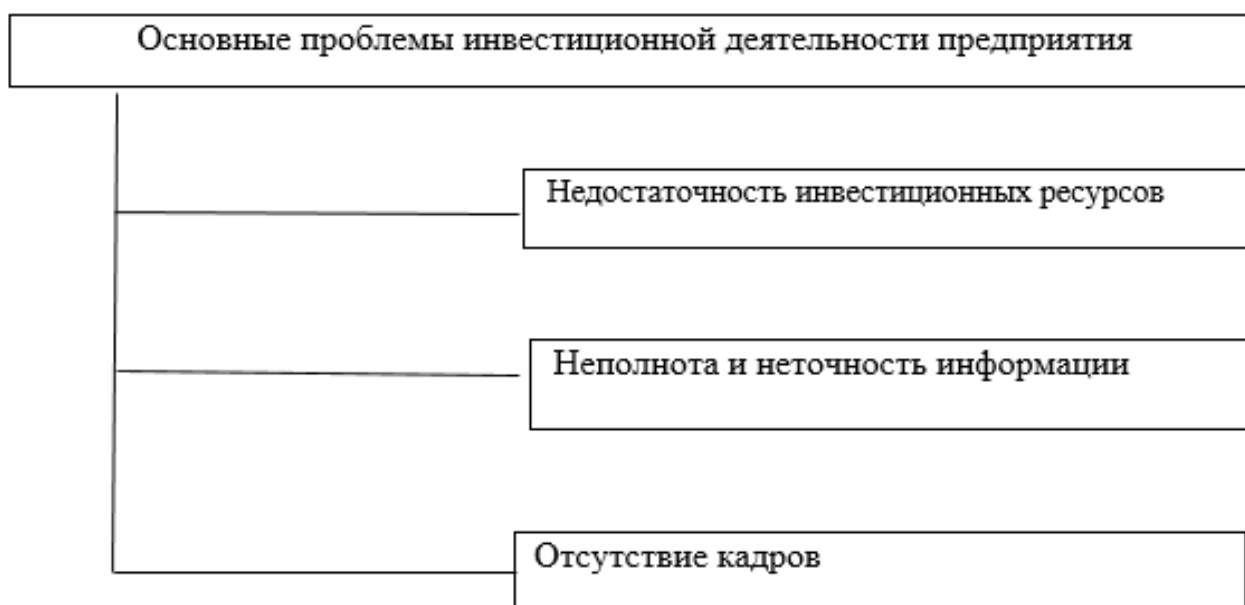 Основные проблемы инвестиционной деятельности предприятия
Недостаточность инвестиционных ресурсов
Неполнота и неточность информации
Отсутствие кадров